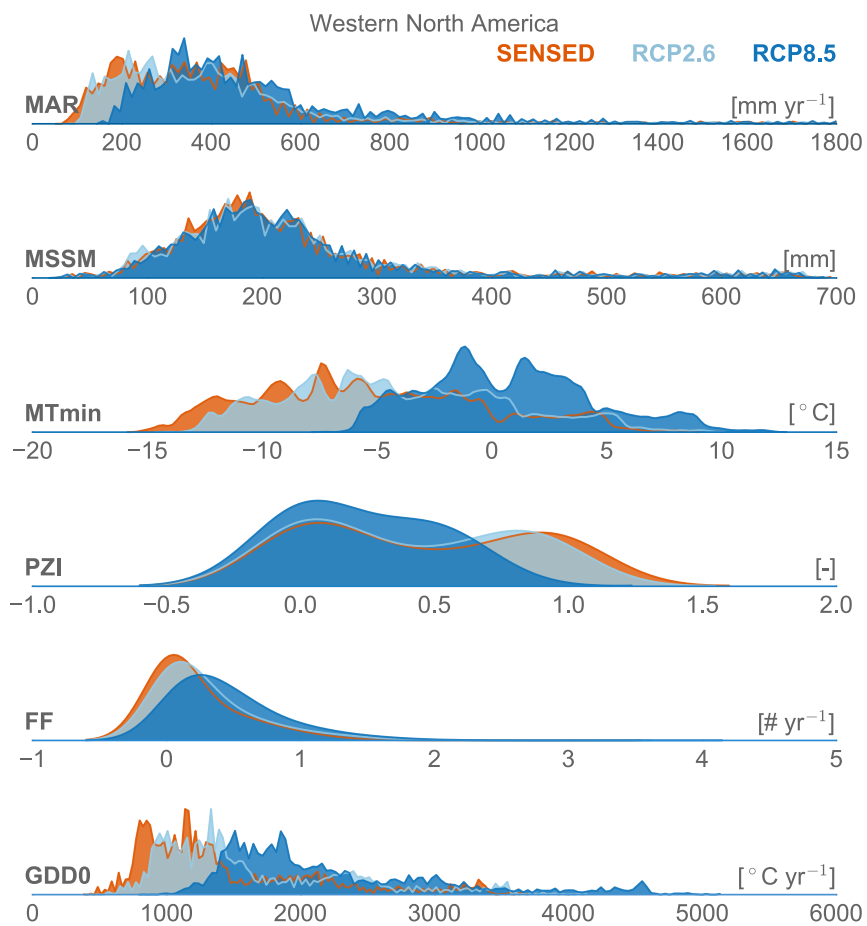 Western North America
SENSED RCP2.6 RCP8.5
MAR [mm yr⁻¹]
0 200 400 600 800 1000 1200 1400 1600 1800
MSSM [mm]
0 100 200 300 400 500 600 700
MTmin [°C]
−20 −15 −10 −5 0 5 10 15
PZI [-]
−1.0 −0.5 0.0 0.5 1.0 1.5 2.0
FF [# yr⁻¹]
−1 0 1 2 3 4 5
GDD0 [°C yr⁻¹]
0 1000 2000 3000 4000 5000 6000